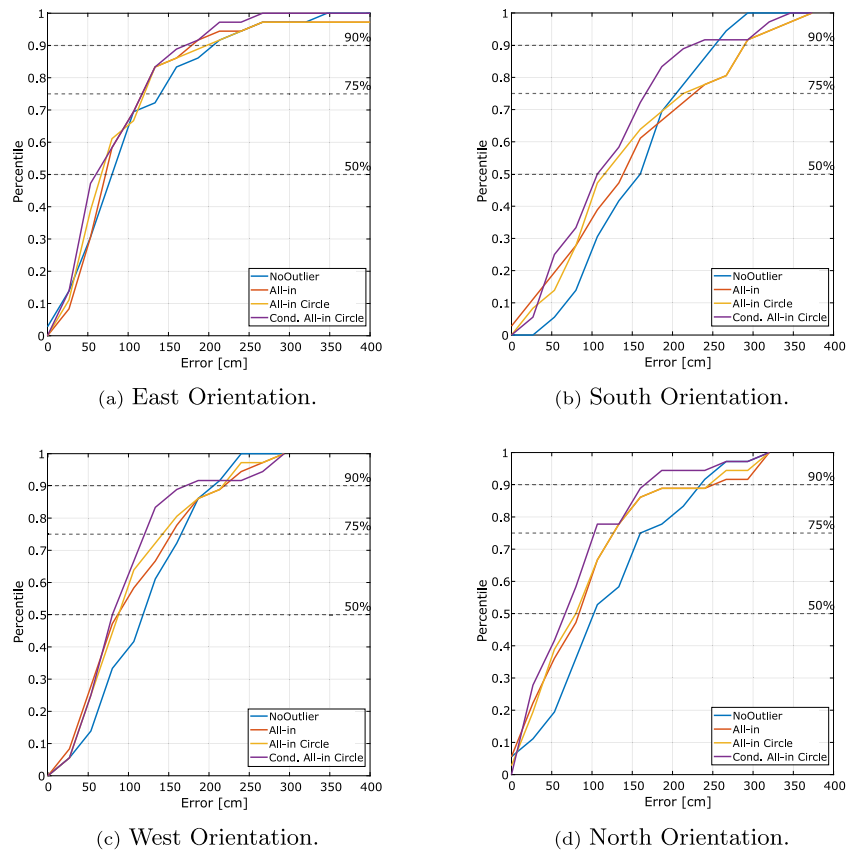 1
0.9
0.8
0.7
0.6
0.5
0.4
0.3
0.2
0.1
0
Percentile
90%
75%
50%
NoOutlier
All-in
All-in Circle
Cond. All-in Circle
0 50 100 150 200 250 300 350 400
Error [cm]
(a) East Orientation.
1
0.9
0.8
0.7
0.6
0.5
0.4
0.3
0.2
0.1
0
Percentile
90%
75%
50%
NoOutlier
All-in
All-in Circle
Cond. All-in Circle
0 50 100 150 200 250 300 350 400
Error [cm]
(b) South Orientation.
1
0.9
0.8
0.7
0.6
0.5
0.4
0.3
0.2
0.1
0
Percentile
90%
75%
50%
NoOutlier
All-in
All-in Circle
Cond. All-in Circle
0 50 100 150 200 250 300 350 400
Error [cm]
(c) West Orientation.
1
0.9
0.8
0.7
0.6
0.5
0.4
0.3
0.2
0.1
0
Percentile
90%
75%
50%
NoOutlier
All-in
All-in Circle
Cond. All-in Circle
0 50 100 150 200 250 300 350 400
Error [cm]
(d) North Orientation.